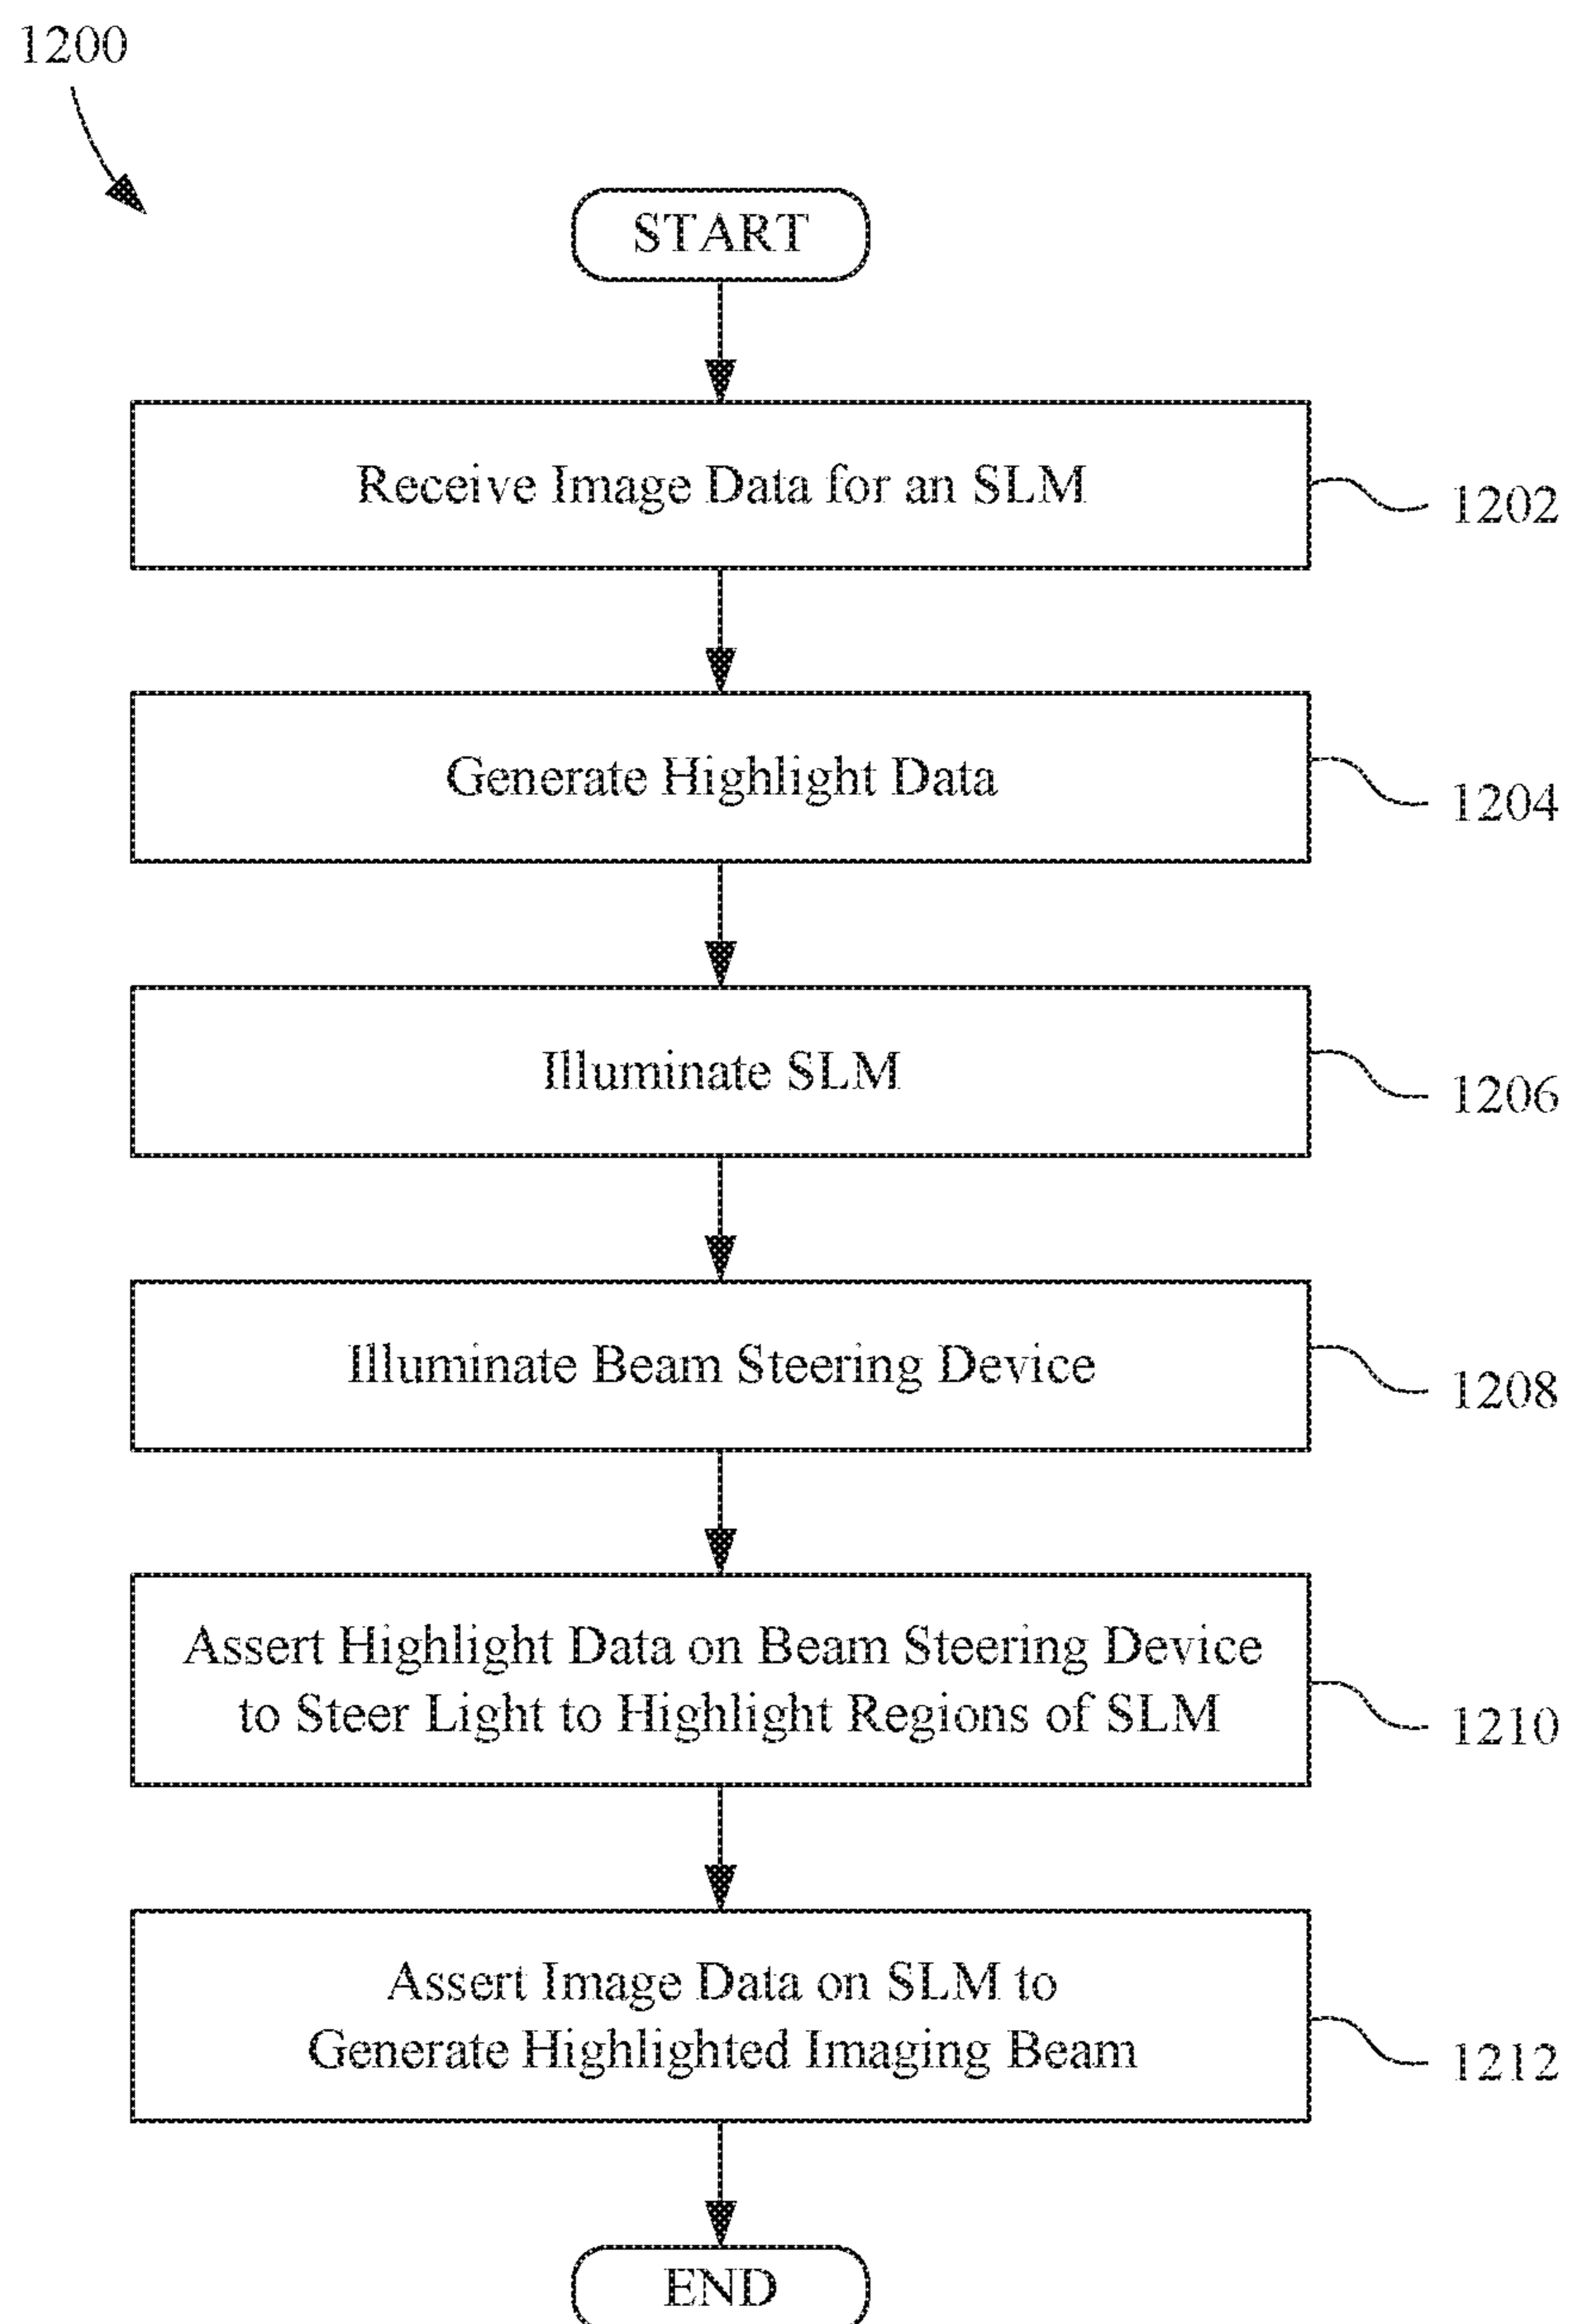 1200
START
Receive Image Data for an SLM
1202
Generate Highlight Data
1204
Illuminate SLM
1206
Illuminate Beam Steering Device
1208
Assert Highlight Data on Beam Steering Device
to Steer Light to Highlight Regions of SLM
1210
Assert Image Data on SLM to
Generate Highlighted Imaging Beam
1212
END